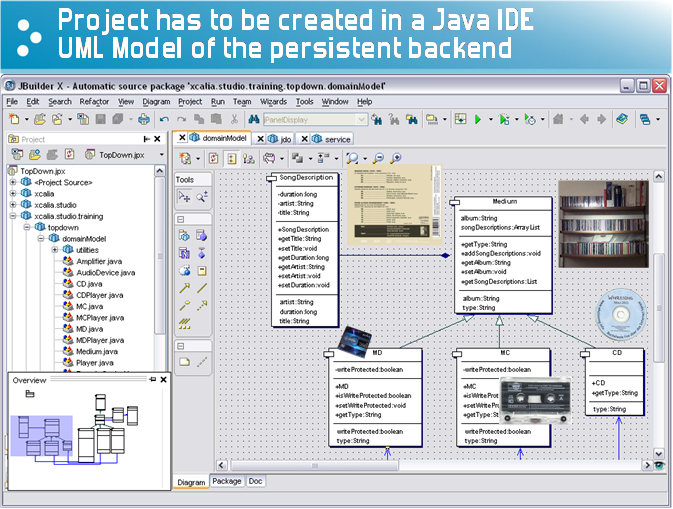 Project has to be created in a Java IDE
UML Model of the persistent backend
JBuilder X - Automatic source package 'xcalia.studio.training.topdown.domainModel'
File Edit Search Refactor View Diagram Project Run Team Wizards Tools Window Help
PanelDisplay
Project
TopDown.jpx
domainModel
jdo
service
TopDown.jpx
<Project Source>
xcalia
xcalia.studio
xcalia.studio.training
topdown
domainModel
utilities
Amplifier.java
AudioDevice.java
CD.java
CDPlayer.java
MC.java
MCPlayer.java
MD.java
MDPlayer.java
Medium.java
Player.java
Overview
Tools
SongDescription
-duration:long
-artist:String
-title:String
+SongDescription
+getTitle:String
+setTitle:void
+getDuration:long
+getArtist:String
+setArtist:void
+setDuration:void
artist:String
duration:long
title:String
Medium
album:String
songDescriptions:ArrayList
+getType:String
+addSongDescriptions:void
+getAlbum:String
+setAlbum:void
+getSongDescriptions:List
album:String
type:String
MD
-writeProtected:boolean
+MD
+isWriteProtected:boolean
+setWriteProtected:void
+getType:String
writeProtected:boolean
type:String
MC
-writeProtected:boolean
+MC
+isWriteProt
+setWritePro
+getType:St
writeProtected:boolean
type:String
CD
+CD
+getType:String
type:String
Diagram Package Doc